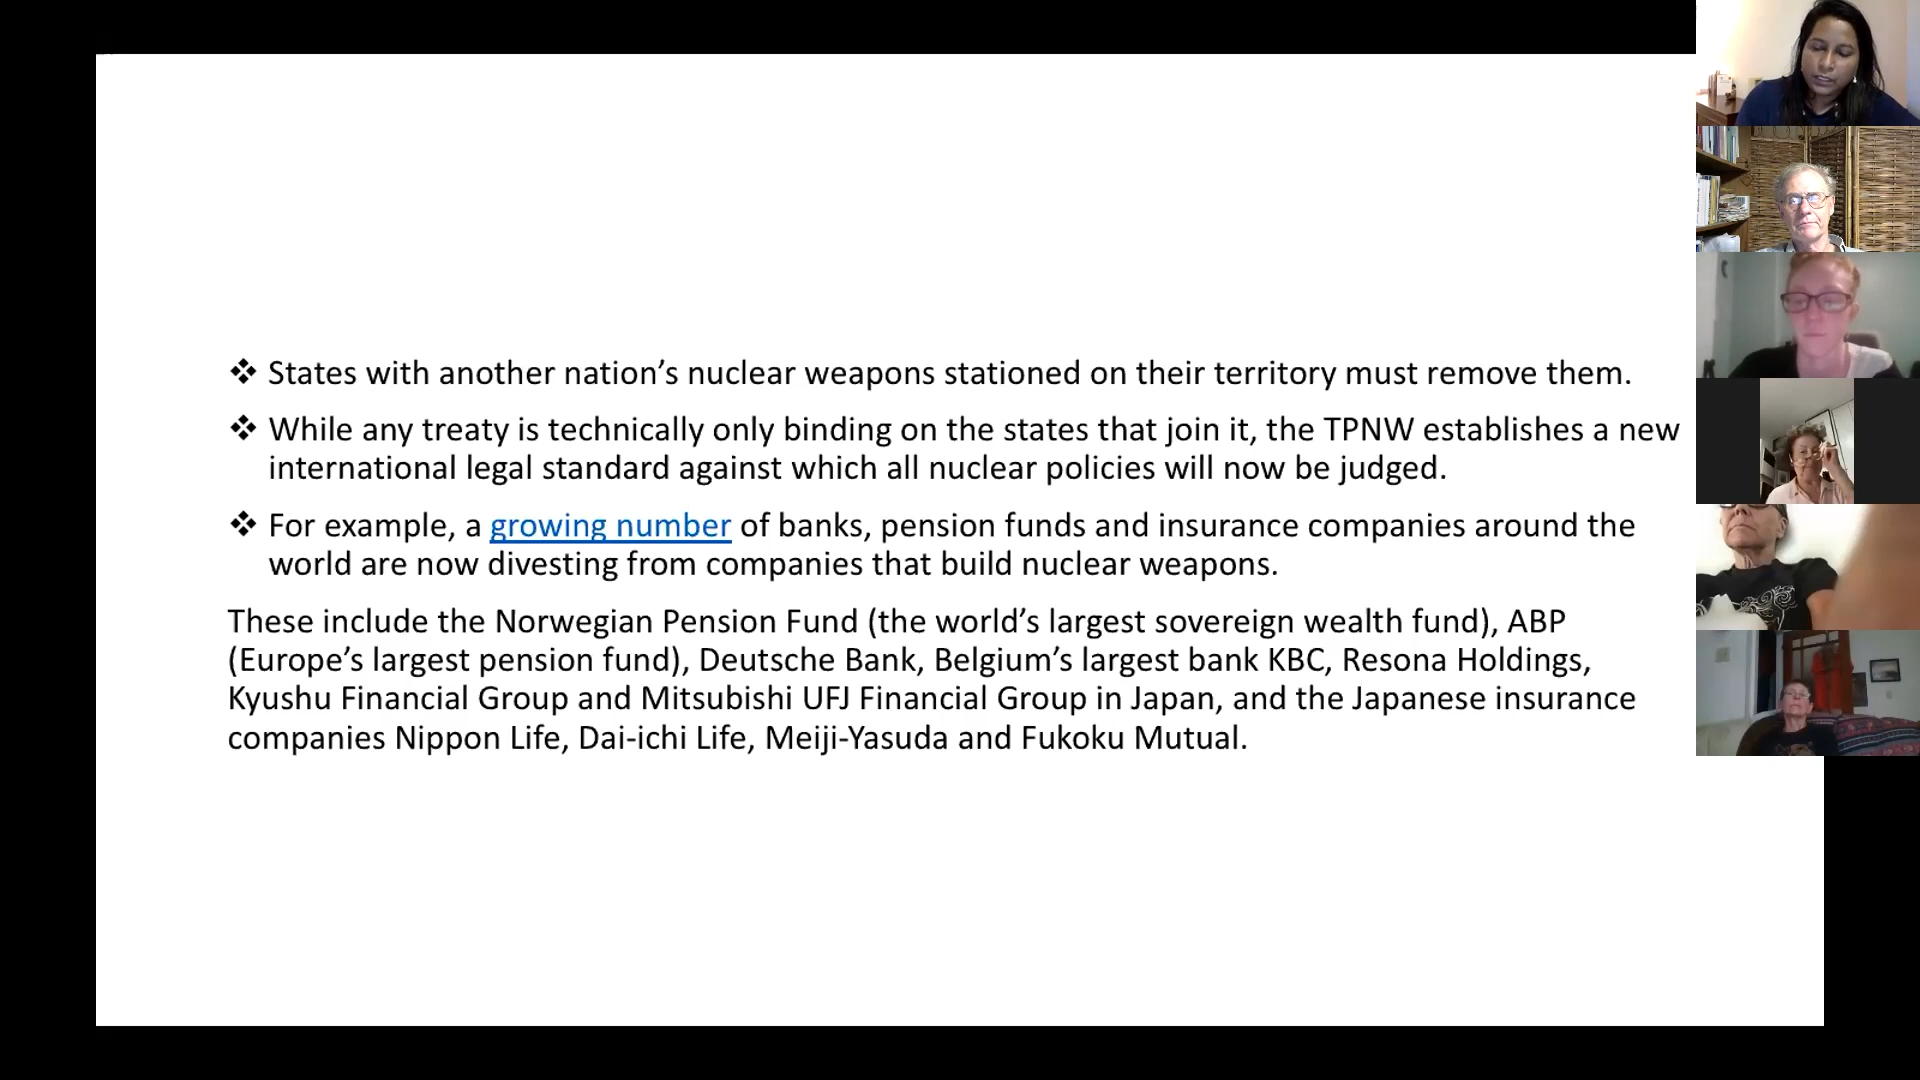 ❖ States with another nation’s nuclear weapons stationed on their territory must remove them.
❖ While any treaty is technically only binding on the states that join it, the TPNW establishes a new
international legal standard against which all nuclear policies will now be judged.
❖ For example, a growing number of banks, pension funds and insurance companies around the
world are now divesting from companies that build nuclear weapons.
These include the Norwegian Pension Fund (the world’s largest sovereign wealth fund), ABP
(Europe’s largest pension fund), Deutsche Bank, Belgium’s largest bank KBC, Resona Holdings,
Kyushu Financial Group and Mitsubishi UFJ Financial Group in Japan, and the Japanese insurance
companies Nippon Life, Dai-ichi Life, Meiji-Yasuda and Fukoku Mutual.